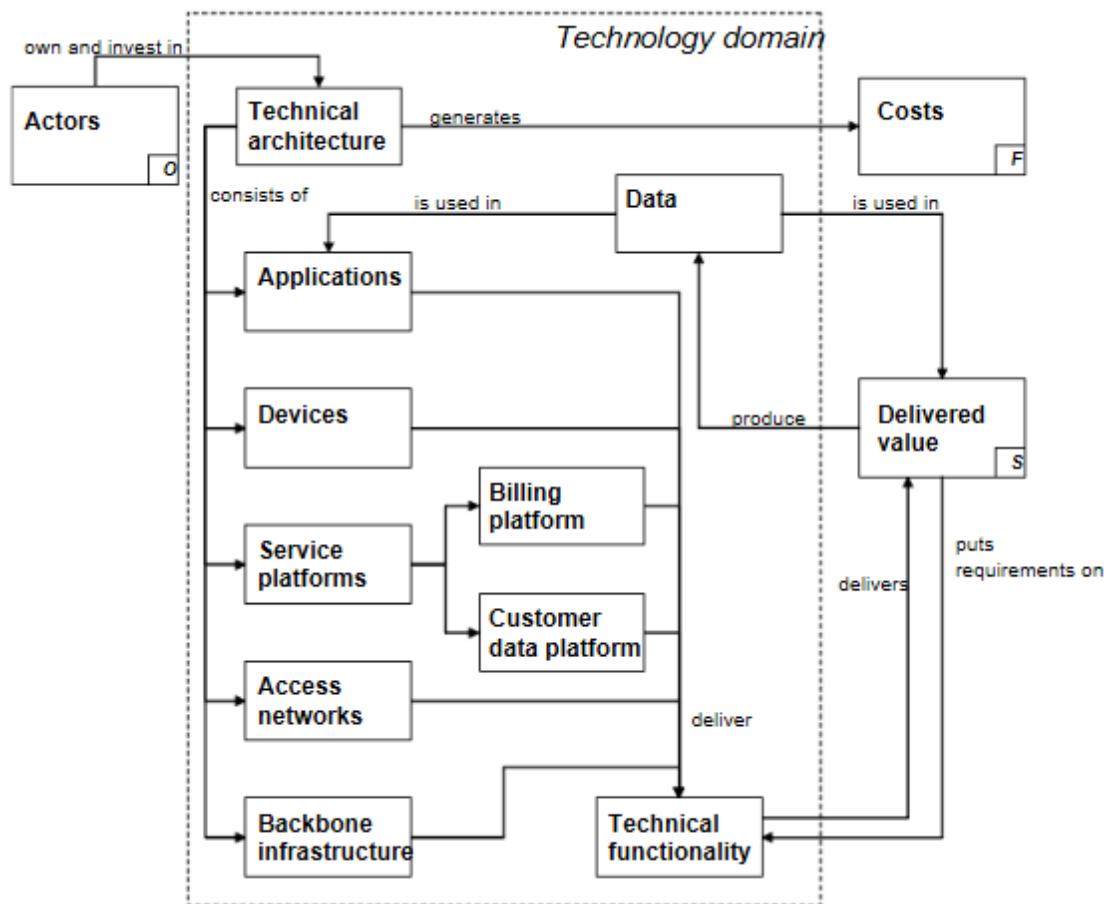 Technology domain
own and invest in
Actors
O
Technical
architecture
generates
Costs
F
consists of
is used in
Data
is used in
Applications
Devices
produce
Delivered
value
S
Billing
platform
Service
platforms
puts
requirements on
delivers
Customer
data platform
Access
networks
deliver
Backbone
infrastructure
Technical
functionality